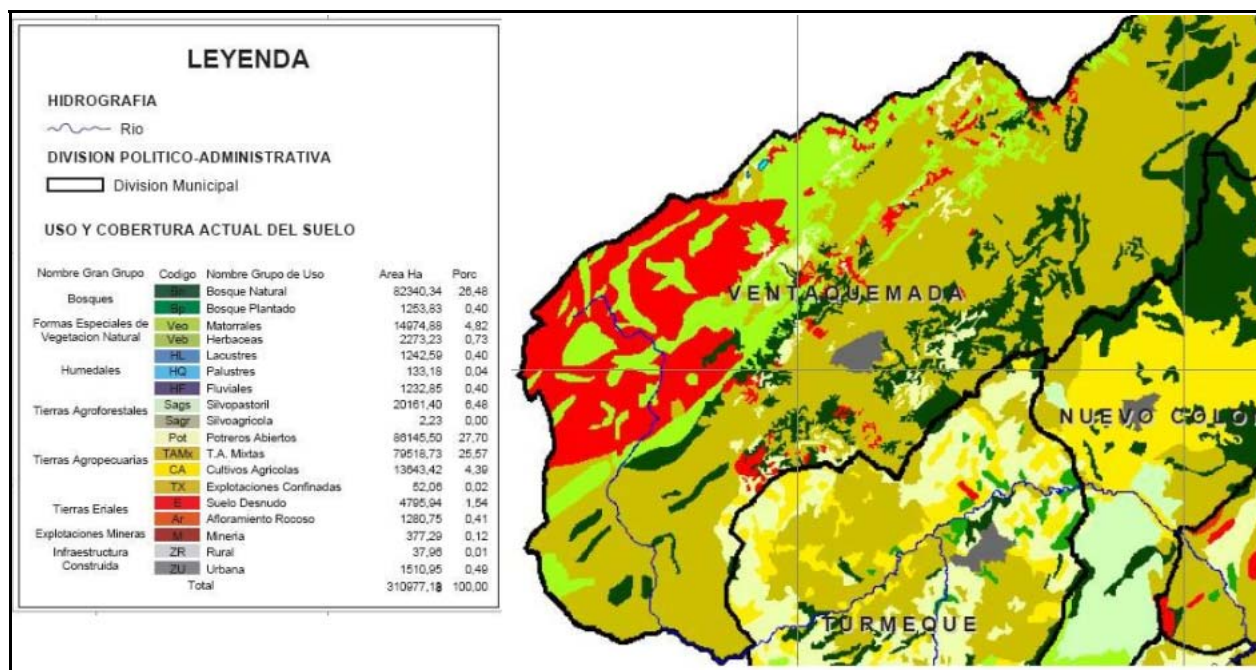 LEYENDA
HIDROGRAFIA
Rio
DIVISION POLITICO-ADMINISTRATIVA
Division Municipal
USO Y COBERTURA ACTUAL DEL SUELO
Nombre Gran Grupo Codigo Nombre Grupo de Uso Area Ha Porc
Bosques
Bn Bosque Natural 82340,34 26,48
Bp Bosque Plantado 1253,83 0,40
Formas Especiales de Vegetacion Natural
Veo Matorrales 14974,88 4,82
Veb Herbaceas 2273,23 0,73
Humedales
HL Lacustres 1242,59 0,40
HQ Palustres 133,18 0,04
HF Fluviales 1232,85 0,40
Tierras Agroforestales
Sags Silvopastoril 20161,40 6,48
Sagr Silvoagricola 2,23 0,00
Tierras Agropecuarias
Pot Potreros Abiertos 86145,50 27,70
TAMx T.A. Mixtas 79518,73 25,57
CA Cultivos Agricolas 13643,42 4,39
TX Explotaciones Confinadas 52,06 0,02
Tierras Eriales
E Suelo Desnudo 4795,94 1,54
Ar Afloramiento Rocoso 1280,75 0,41
Explotaciones Mineras
M Mineria 377,29 0,12
Infraestructura Construida
ZR Rural 37,96 0,01
ZU Urbana 1510,95 0,49
Total 310977,18 100,00
VENTAQUEMADA
NUEVO COLO
TURMEQUE